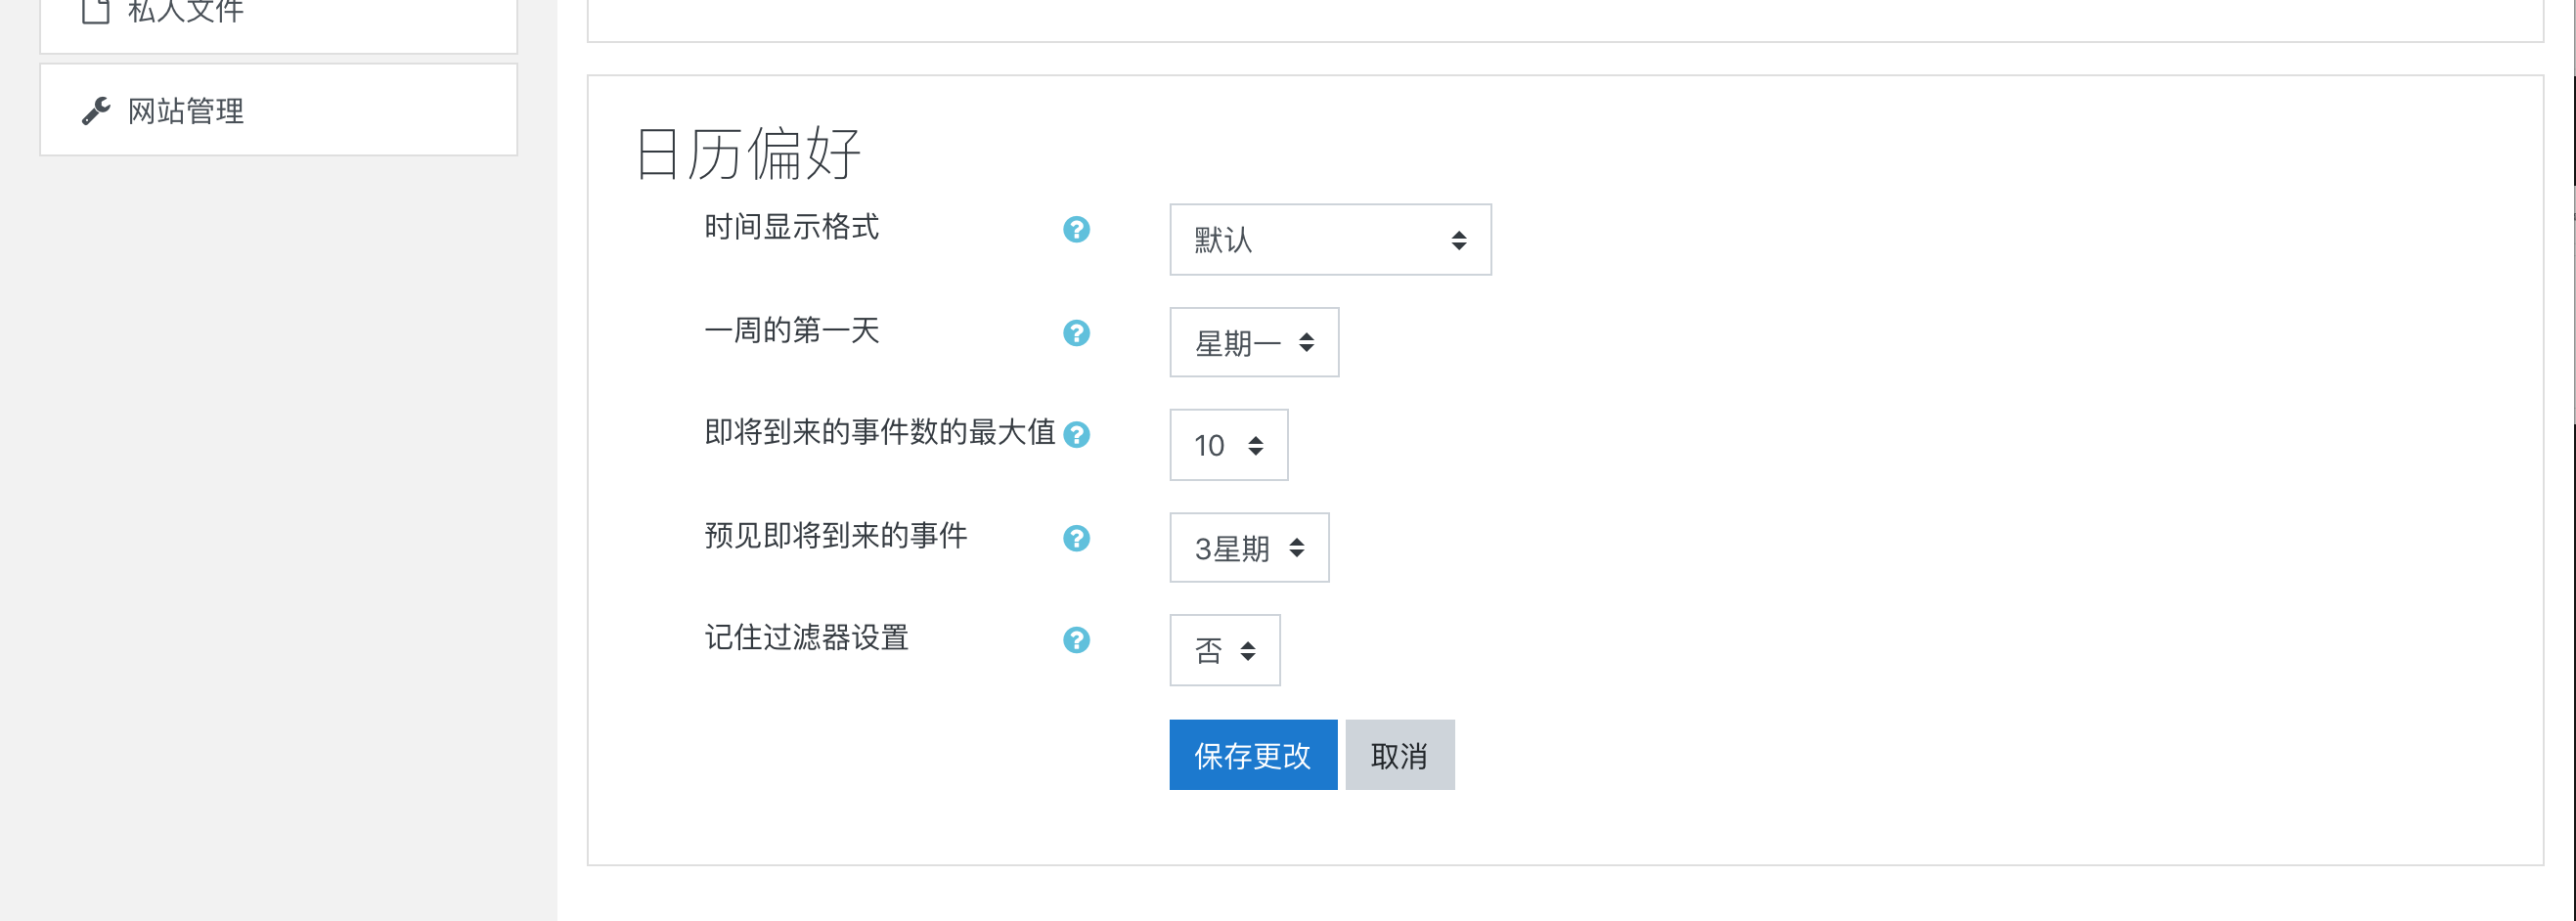 私人文件
网站管理
日历偏好
时间显示格式
默认
一周的第一天
星期一
即将到来的事件数的最大值
10
预见即将到来的事件
3星期
记住过滤器设置
否
保存更改 取消